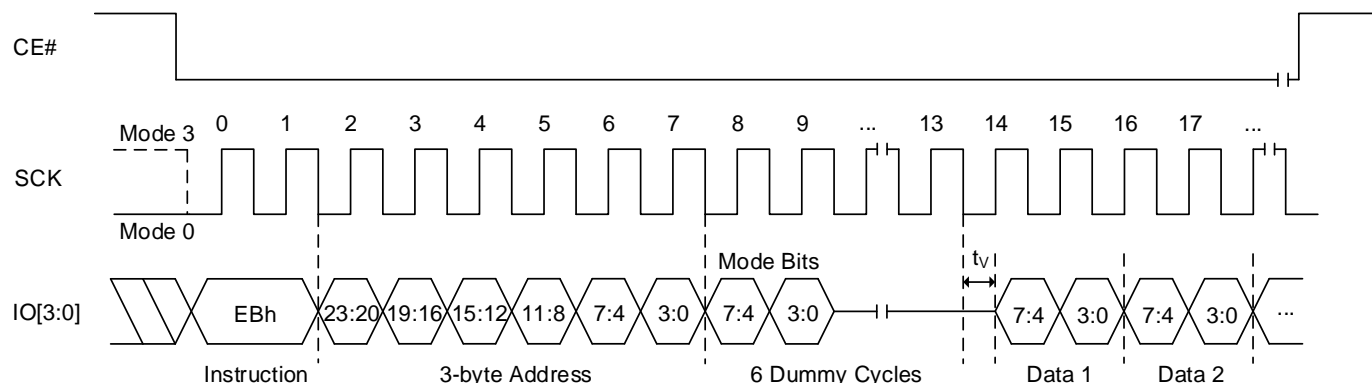 CE#
0 1 2 3 4 5 6 7 8 9 ... 13 14 15 16 17 ...
Mode 3
SCK
Mode 0
Mode Bits
tV
IO[3:0] EBh 23:20 19:16 15:12 11:8 7:4 3:0 7:4 3:0 7:4 3:0 7:4 3:0 ...
Instruction 3-byte Address 6 Dummy Cycles Data 1 Data 2